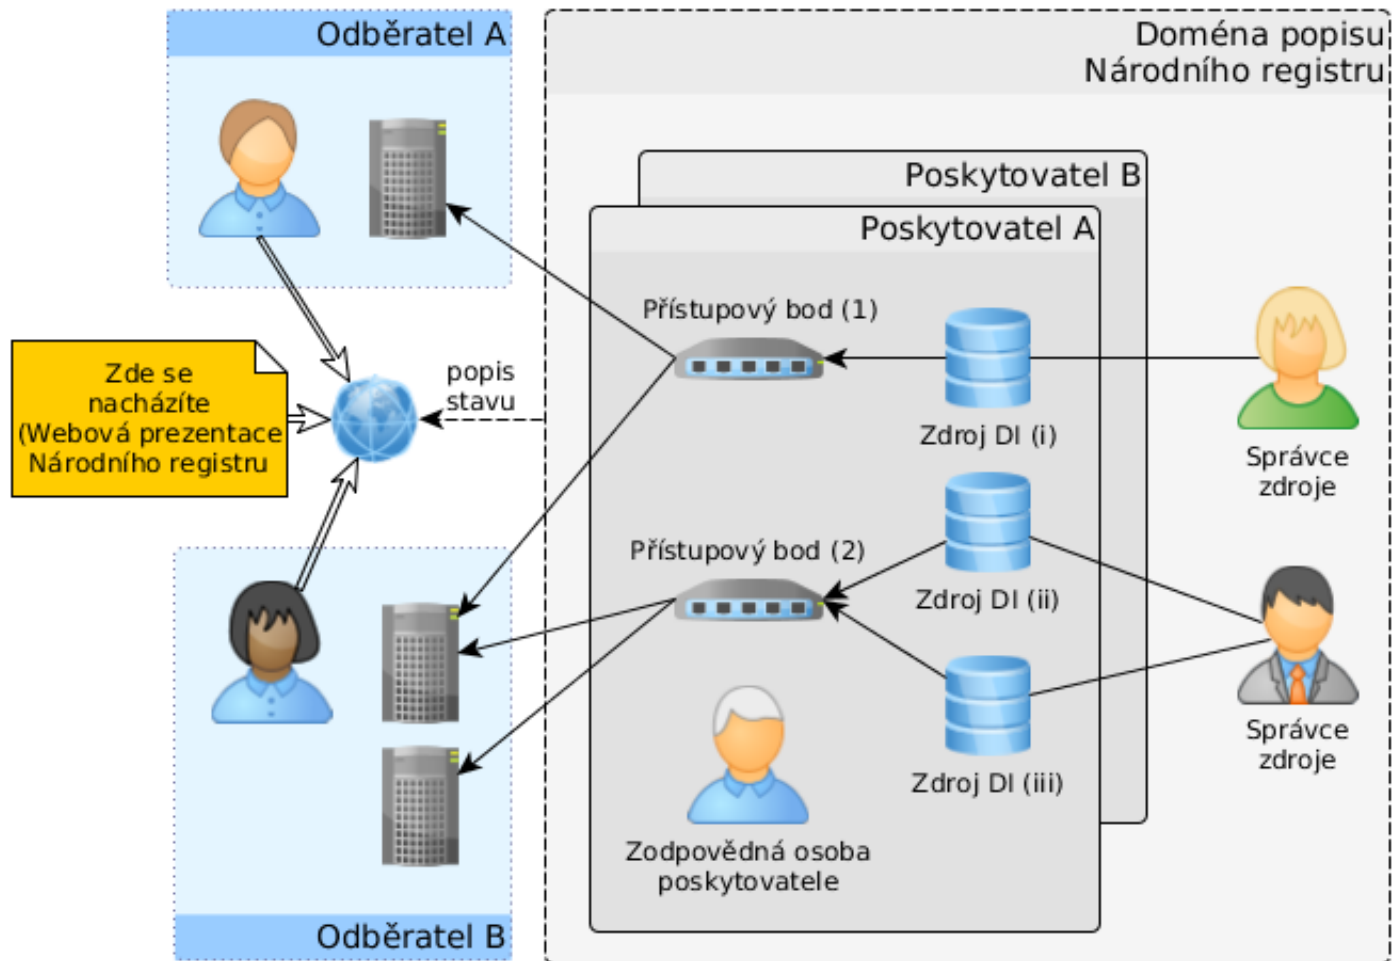 Odběratel A
Doména popisu
Národního registru
Poskytovatel B
Poskytovatel A
Přístupový bod (1)
Zdroj DI (i)
Správce
zdroje
Zde se
nacházíte
(Webová prezentace
Národního registru
popis
stavu
Přístupový bod (2)
Zdroj DI (ii)
Zdroj DI (iii)
Správce
zdroje
Zodpovědná osoba
poskytovatele
Odběratel B